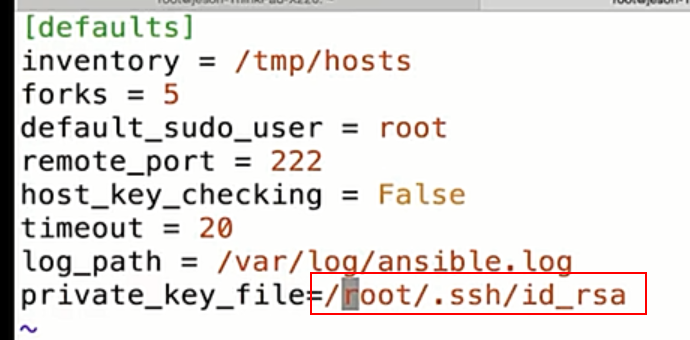 [defaults]
inventory = /tmp/hosts
forks = 5
default_sudo_user = root
remote_port = 222
host_key_checking = False
timeout = 20
log_path = /var/log/ansible.log
private_key_file=/root/.ssh/id_rsa
~